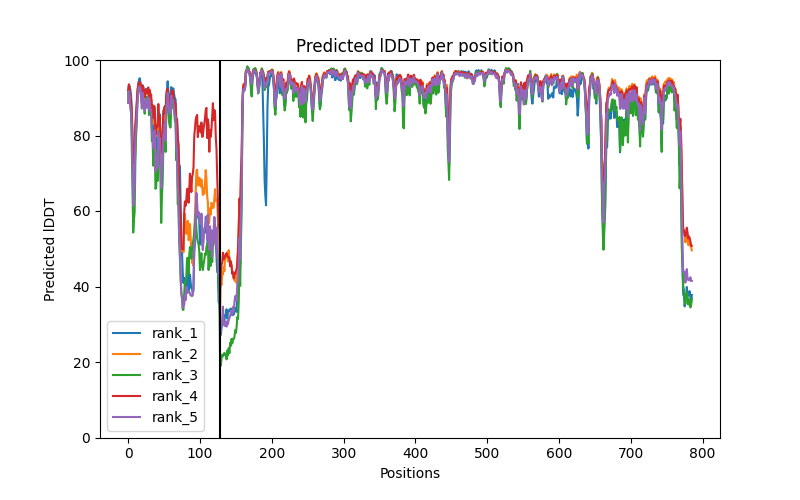 Predicted lDDT per position
100
80
60
40
20
0
Predicted lDDT
rank_1
rank_2
rank_3
rank_4
rank_5
0 100 200 300 400 500 600 700 800
Positions